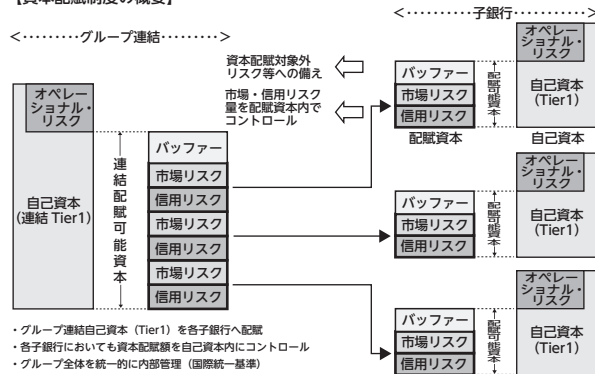 【資本配賦制度の概要】
<・・・・・・・・・グループ連結・・・・・・・・・>
オペレー
ショナル・
リスク
自己資本
(連結 Tier1)
連結配賦可能資本
バッファー
市場リスク
信用リスク
市場リスク
信用リスク
市場リスク
信用リスク
資本配賦対象外
リスク等への備え
市場・信用リスク
量を配賦資本内で
コントロール
<・・・・・・・・・・子銀行・・・・・・・・・・>
バッファー
市場リスク
信用リスク
配賦資本
配賦可能資本
オペレー
ショナル・
リスク
自己資本
(Tier1)
自己資本
バッファー
市場リスク
信用リスク
配賦可能資本
オペレー
ショナル・
リスク
自己資本
(Tier1)
バッファー
市場リスク
信用リスク
配賦可能資本
オペレー
ショナル・
リスク
自己資本
(Tier1)
・グループ連結自己資本（Tier1）を各子銀行へ配賦
・各子銀行においても資本配賦額を自己資本内にコントロール
・グループ全体を統一的に内部管理（国際統一基準）